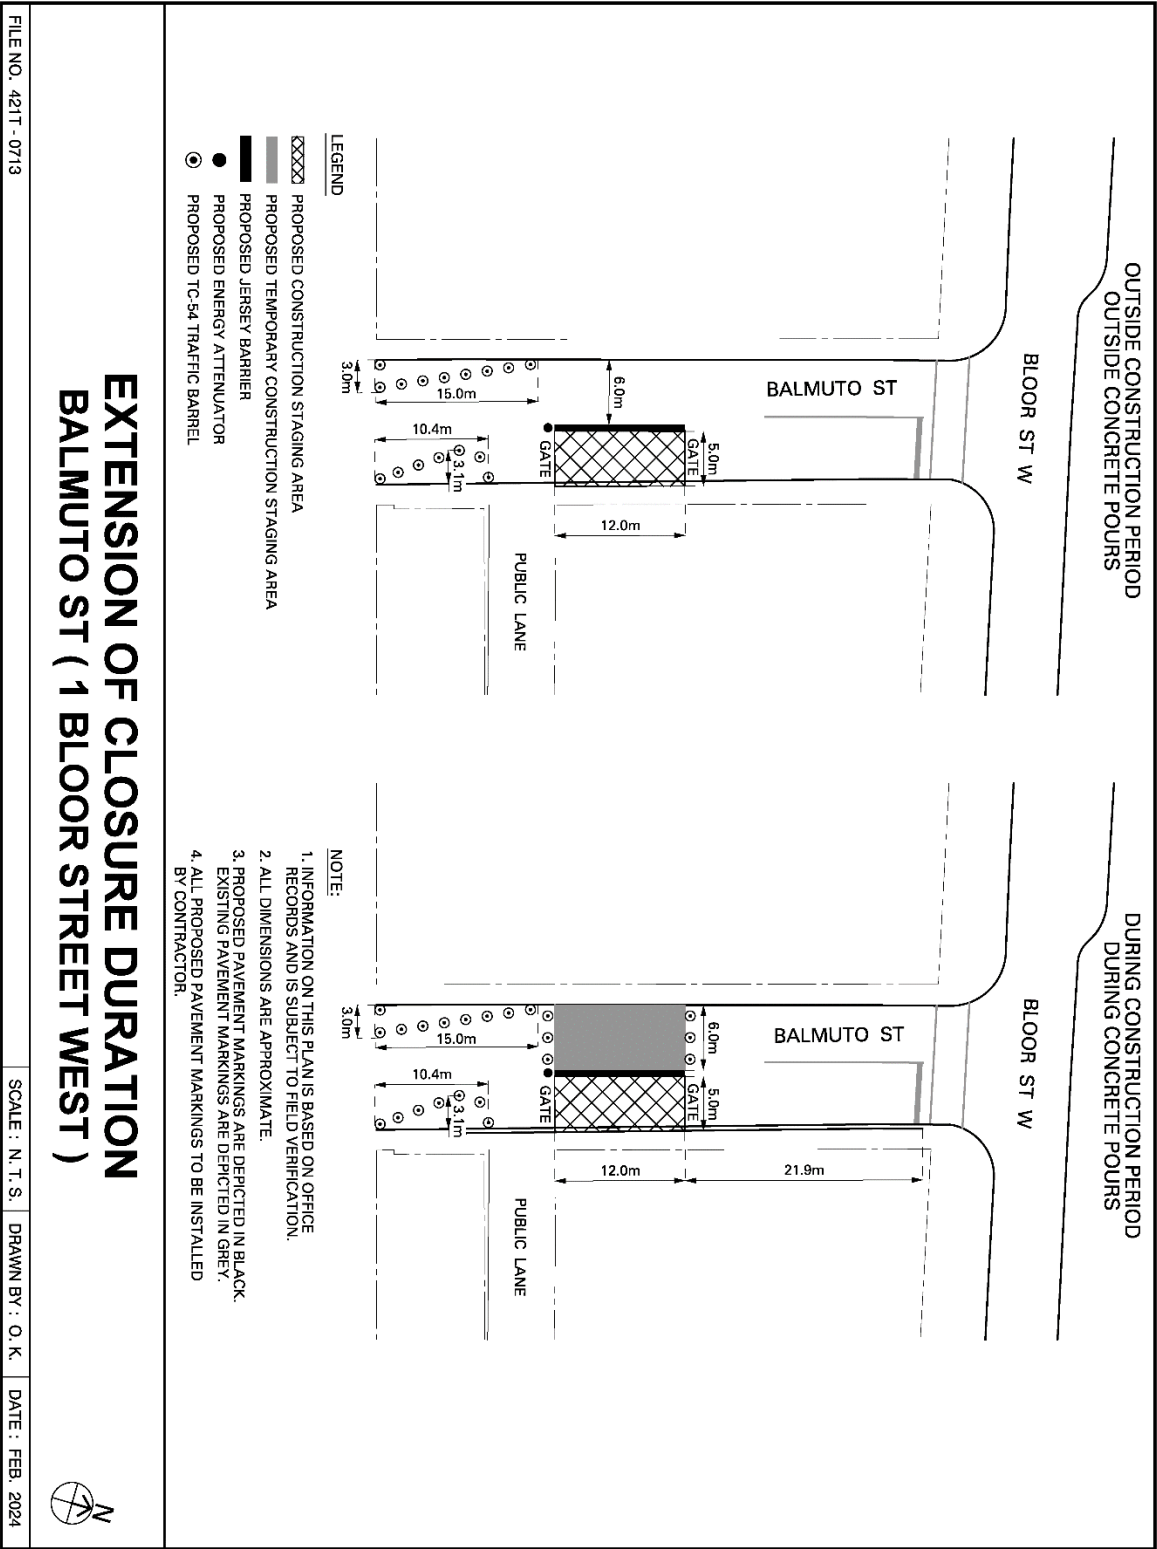 OUTSIDE CONSTRUCTION PERIOD
OUTSIDE CONCRETE POURS
BLOOR ST W
BALMUTO ST
6.0m
5.0m
GATE
GATE
12.0m
15.0m
3.0m
10.4m
3.1m
PUBLIC LANE
DURING CONSTRUCTION PERIOD
DURING CONCRETE POURS
BLOOR ST W
BALMUTO ST
6.0m
5.0m
GATE
GATE
12.0m
21.9m
15.0m
3.0m
10.4m
3.1m
PUBLIC LANE
LEGEND
PROPOSED CONSTRUCTION STAGING AREA
PROPOSED TEMPORARY CONSTRUCTION STAGING AREA
PROPOSED JERSEY BARRIER
PROPOSED ENERGY ATTENUATOR
PROPOSED TC-54 TRAFFIC BARREL
NOTE:
1. INFORMATION ON THIS PLAN IS BASED ON OFFICE
RECORDS AND IS SUBJECT TO FIELD VERIFICATION.
2. ALL DIMENSIONS ARE APPROXIMATE.
3. PROPOSED PAVEMENT MARKINGS ARE DEPICTED IN BLACK.
EXISTING PAVEMENT MARKINGS ARE DEPICTED IN GREY.
4. ALL PROPOSED PAVEMENT MARKINGS TO BE INSTALLED
BY CONTRACTOR.
EXTENSION OF CLOSURE DURATION
BALMUTO ST ( 1 BLOOR STREET WEST )
N
FILE NO. 421T - 0713
SCALE : N. T. S.
DRAWN BY : O. K.
DATE : FEB. 2024